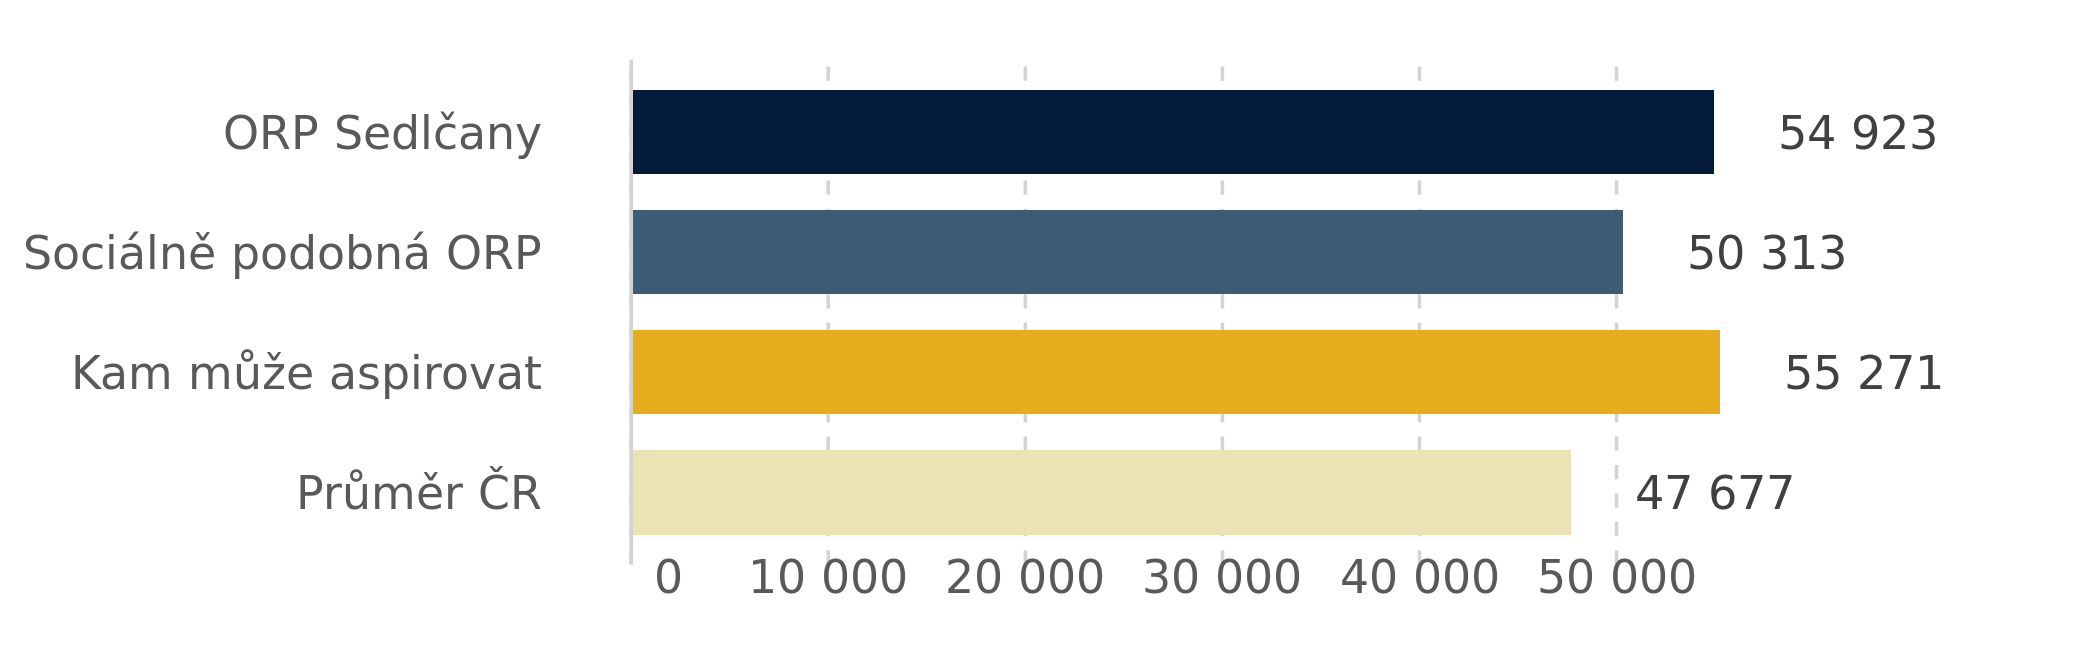 ORP Sedlčany 54 923
Sociálně podobná ORP 50 313
Kam může aspirovat 55 271
Průměr ČR 47 677
0 10 000 20 000 30 000 40 000 50 000